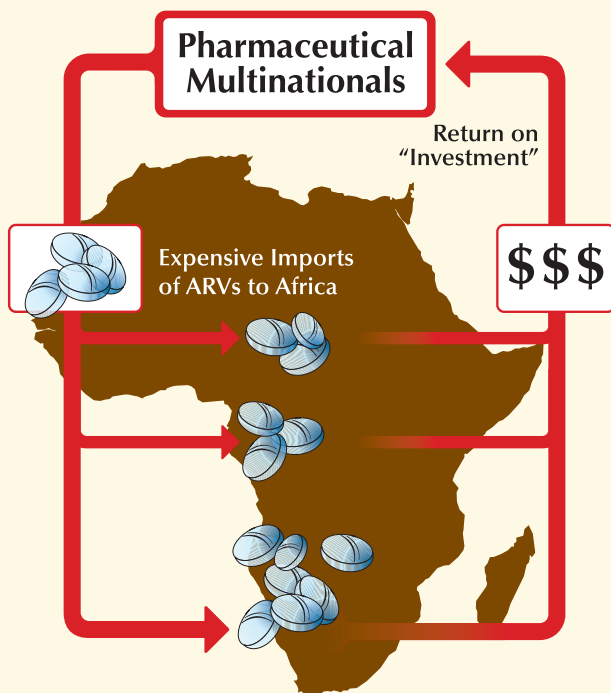 Pharmaceutical
Multinationals
Return on
“Investment”
Expensive Imports
of ARVs to Africa
$$$